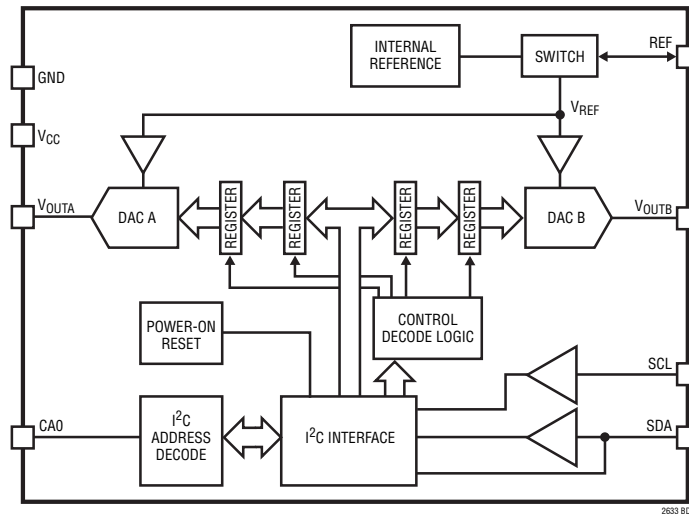 INTERNAL
REFERENCE
SWITCH
REF
GND
VREF
VCC
VOUTA
DAC A
REGISTER
REGISTER
REGISTER
REGISTER
DAC B
VOUTB
POWER-ON
RESET
CONTROL
DECODE LOGIC
SCL
CA0
I2C
ADDRESS
DECODE
I2C INTERFACE
SDA
2633 BD